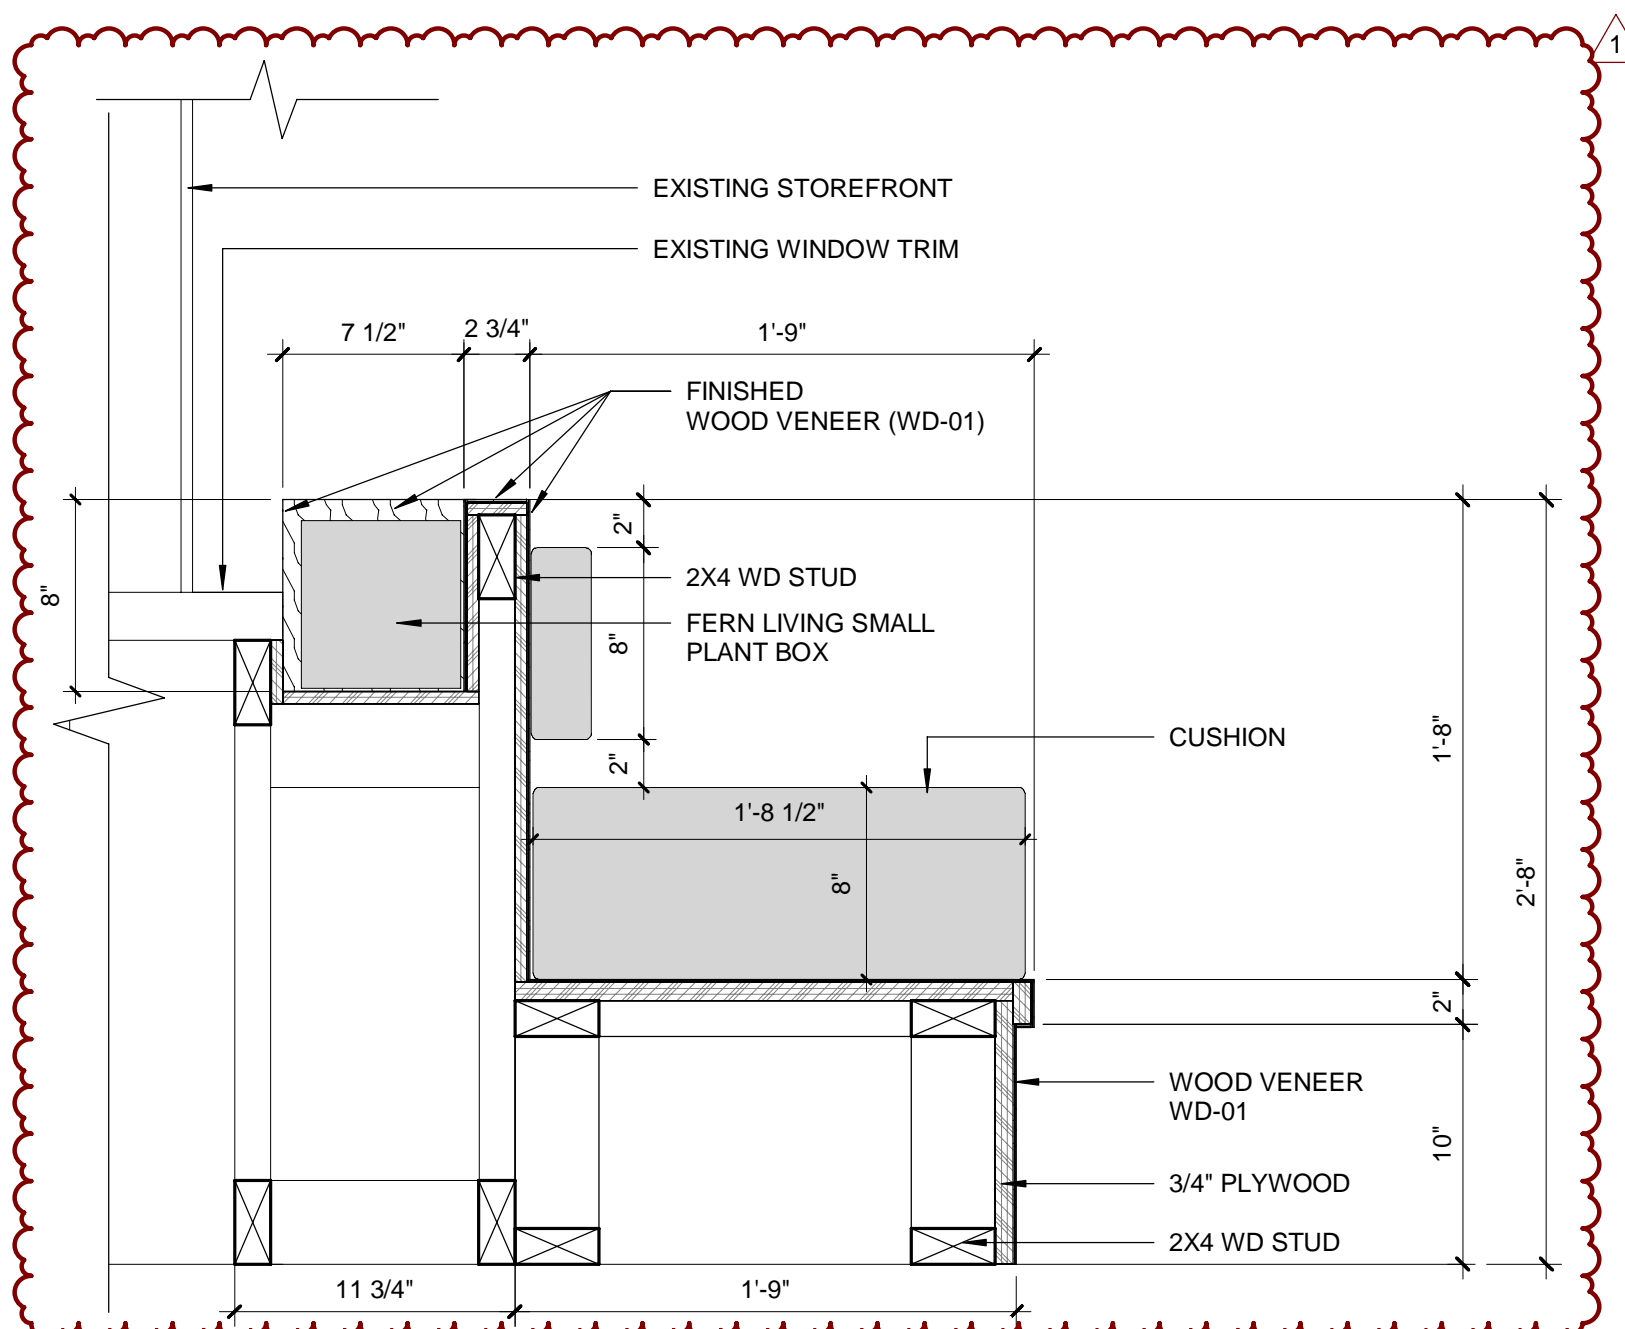 1
EXISTING STOREFRONT
EXISTING WINDOW TRIM
7 1/2"
2 3/4"
1'-9"
FINISHED
WOOD VENEER (WD-01)
8"
2"
2X4 WD STUD
FERN LIVING SMALL
PLANT BOX
8"
2"
CUSHION
1'-8"
1'-8 1/2"
8"
2'-8"
2"
WOOD VENEER
WD-01
10"
3/4" PLYWOOD
2X4 WD STUD
11 3/4"
1'-9"